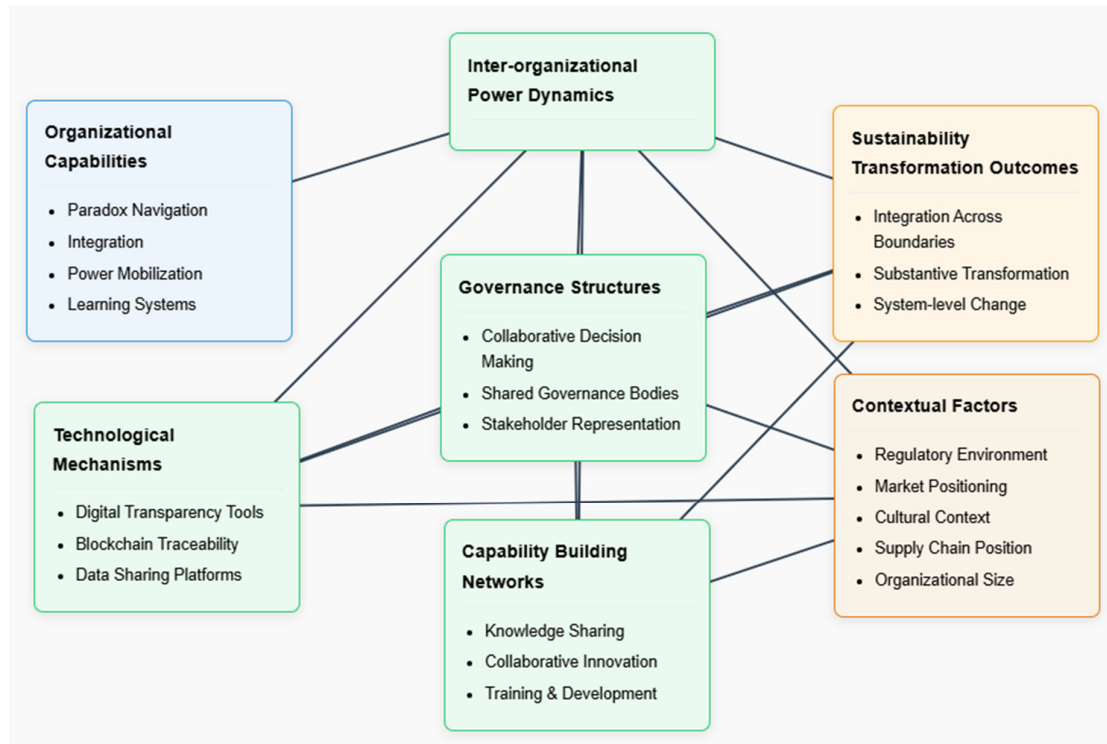 Inter-organizational
Power Dynamics
Organizational
Capabilities
• Paradox Navigation
• Integration
• Power Mobilization
• Learning Systems
Sustainability
Transformation Outcomes
• Integration Across
Boundaries
• Substantive Transformation
• System-level Change
Governance Structures
• Collaborative Decision
Making
• Shared Governance Bodies
• Stakeholder Representation
Technological
Mechanisms
• Digital Transparency Tools
• Blockchain Traceability
• Data Sharing Platforms
Contextual Factors
• Regulatory Environment
• Market Positioning
• Cultural Context
• Supply Chain Position
• Organizational Size
Capability Building
Networks
• Knowledge Sharing
• Collaborative Innovation
• Training & Development